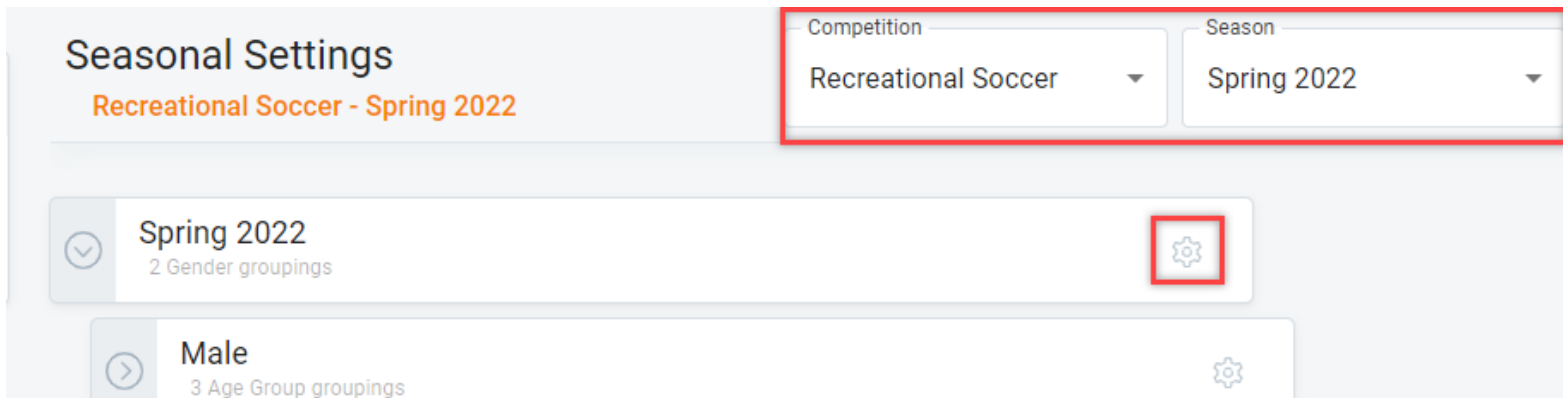 Seasonal Settings
Recreational Soccer - Spring 2022
Competition
Recreational Soccer
Season
Spring 2022
Spring 2022
2 Gender groupings
Male
3 Age Group groupings